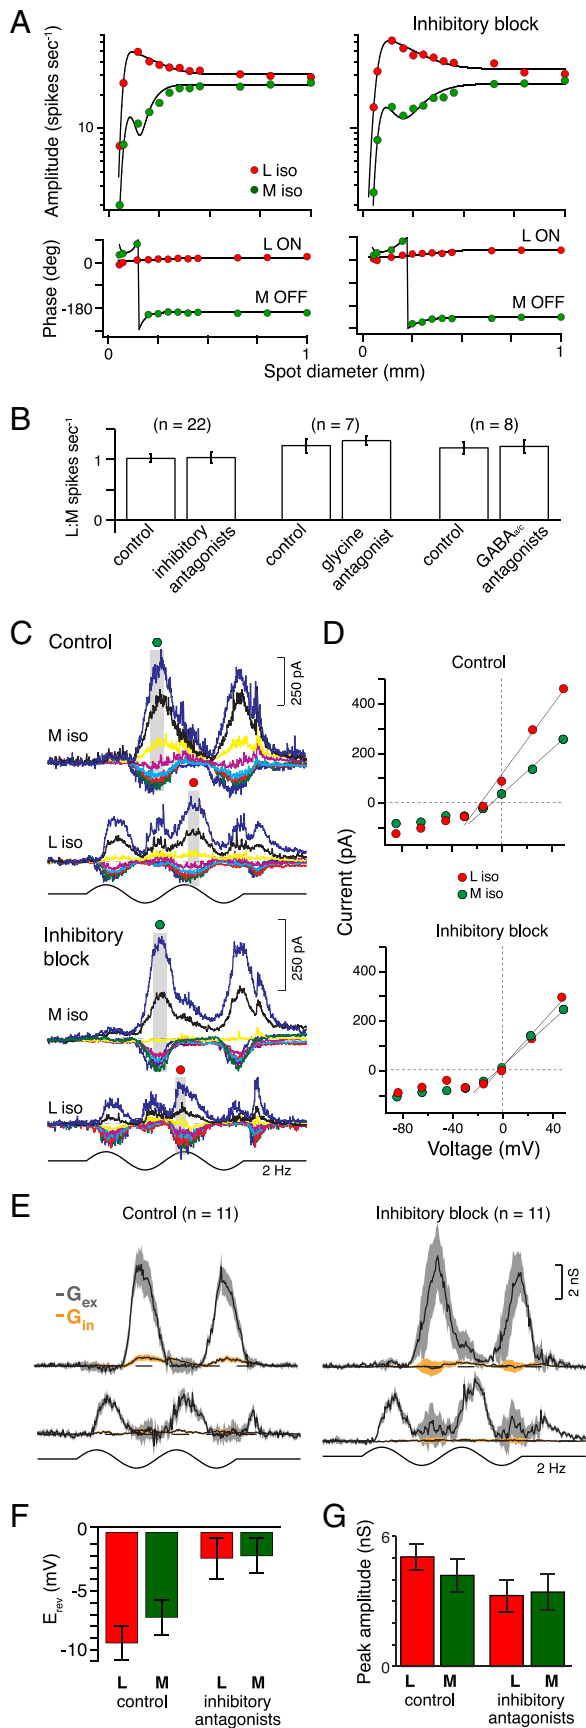 A
Inhibitory block
Amplitude (spikes sec-1)
10
L iso
M iso
Phase (deg)
0
-180
L ON
M OFF
L ON
M OFF
0
1
0
1
Spot diameter (mm)
B
L:M spikes sec-1
1
0
(n = 22)
(n = 7)
(n = 8)
control
inhibitory
antagonists
control
glycine
antagonist
control
GABAa/c
antagonists
C
Control
250 pA
M iso
L iso
Inhibitory
block
250 pA
M iso
L iso
2 Hz
D
Control
400
200
0
L iso
M iso
Current (pA)
Inhibitory block
400
200
0
-80
-40
0
40
Voltage (mV)
E
Control (n = 11)
Inhibitory block (n = 11)
Gex
Gin
2 nS
2 Hz
F
Erev (mV)
0
-5
-10
L
M
L
M
control
inhibitory
antagonists
G
Peak amplitude (nS)
6
0
L
M
L
M
control
inhibitory
antagonists